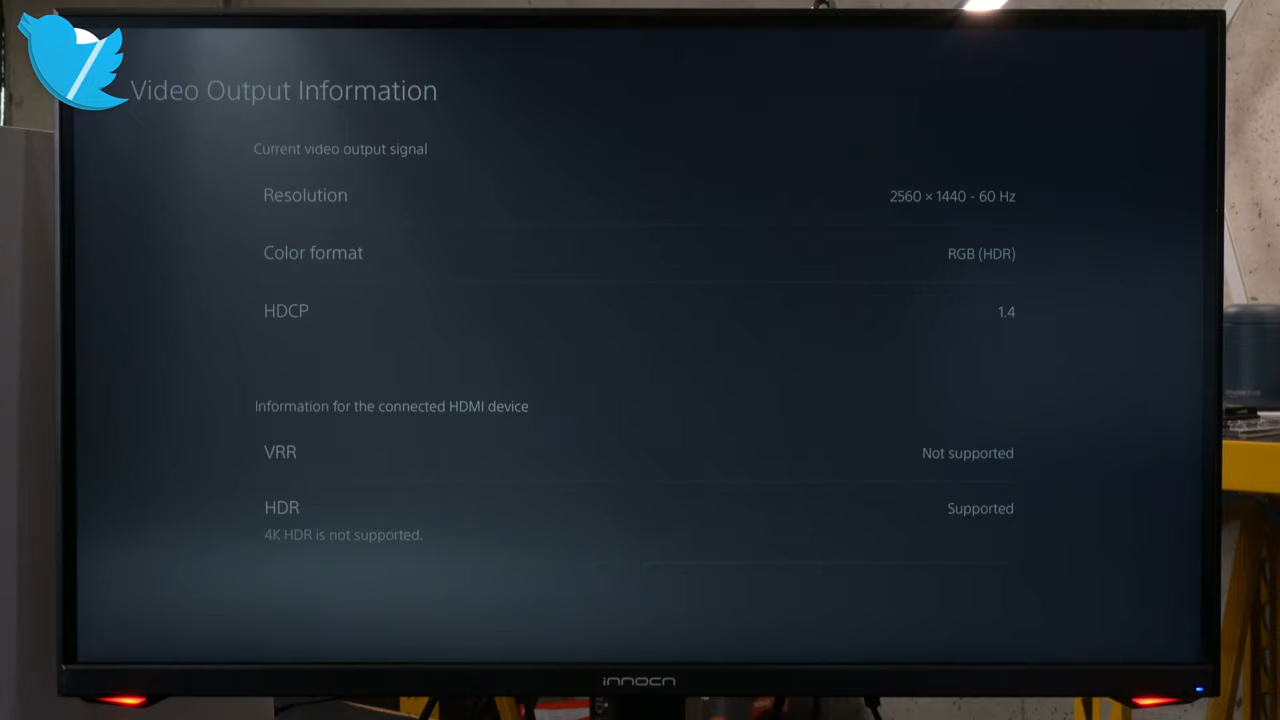 Video Output Information
Current video output signal
Resolution 2560 × 1440 - 60 Hz
Color format RGB (HDR)
HDCP 1.4
Information for the connected HDMI device
VRR Not supported
HDR Supported
4K HDR is not supported.
innocn